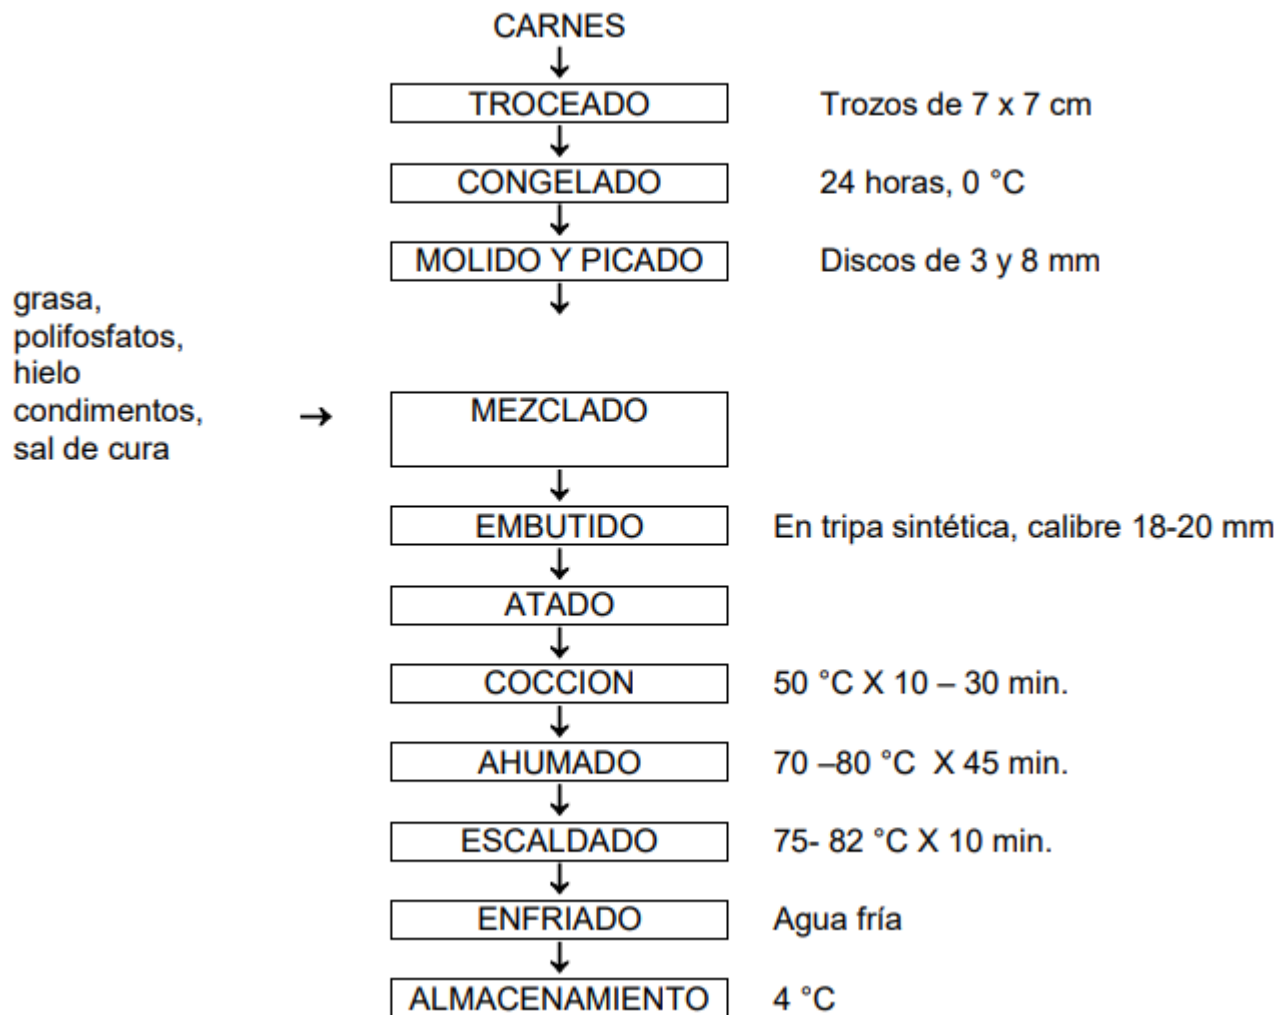 CARNES
↓
TROCEADO Trozos de 7 x 7 cm
↓
CONGELADO 24 horas, 0 °C
↓
MOLIDO Y PICADO Discos de 3 y 8 mm
↓
grasa,
polifosfatos,
hielo
condimentos, → MEZCLADO
sal de cura
↓
EMBUTIDO En tripa sintética, calibre 18-20 mm
↓
ATADO
↓
COCCION 50 °C X 10 – 30 min.
↓
AHUMADO 70 –80 °C X 45 min.
↓
ESCALDADO 75- 82 °C X 10 min.
↓
ENFRIADO Agua fría
↓
ALMACENAMIENTO 4 °C